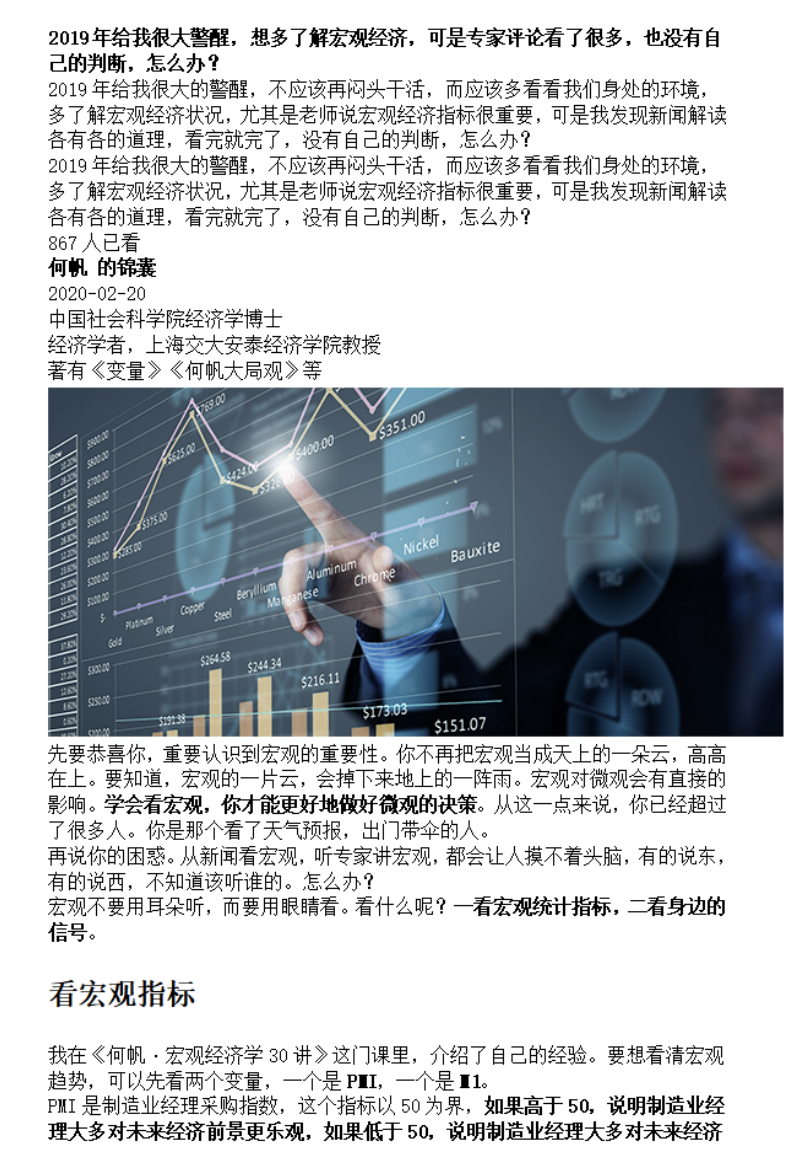 2019年给我很大警醒，想多了解宏观经济，可是专家评论看了很多，也没有自
己的判断，怎么办？
2019年给我很大的警醒，不应该再闷头干活，而应该多看看我们身处的环境，
多了解宏观经济状况，尤其是老师说宏观经济指标很重要，可是我发现新闻解读
各有各的道理，看完就完了，没有自己的判断，怎么办？
2019年给我很大的警醒，不应该再闷头干活，而应该多看看我们身处的环境，
多了解宏观经济状况，尤其是老师说宏观经济指标很重要，可是我发现新闻解读
各有各的道理，看完就完了，没有自己的判断，怎么办？
867人已看
何帆 的锦囊
2020-02-20
中国社会科学院经济学博士
经济学者，上海交大安泰经济学院教授
著有《变量》《何帆大局观》等
$769.00
$625.00
$424.00
$400.00
$351.00
$375.00
$900.00
$800.00
$700.00
$600.00
$500.00
$400.00
$300.00
$200.00
$100.00
$-
Gold
Platinum
Silver
Copper
Steel
Beryllium
Manganese
Aluminum
Chrome
Nickel
Bauxite
HRT
RTG
TRG
RTG
RDW
$300.00
$250.00
$191.38
$264.58
$244.34
$216.11
$173.03
$151.07
先要恭喜你，重要认识到宏观的重要性。你不再把宏观当成天上的一朵云，高高
在上。要知道，宏观的一片云，会掉下来地上的一阵雨。宏观对微观会有直接的
影响。学会看宏观，你才能更好地做好微观的决策。从这一点来说，你已经超过
了很多人。你是那个看了天气预报，出门带伞的人。
再说你的困惑。从新闻看宏观，听专家讲宏观，都会让人摸不着头脑，有的说东，
有的说西，不知道该听谁的。怎么办？
宏观不要用耳朵听，而要用眼睛看。看什么呢？一看宏观统计指标，二看身边的
信号。
看宏观指标
我在《何帆·宏观经济学30讲》这门课里，介绍了自己的经验。要想看清宏观
趋势，可以先看两个变量，一个是PMI，一个是M1。
PMI是制造业经理采购指数，这个指标以50为界，如果高于50，说明制造业经
理大多对未来经济前景更乐观，如果低于50，说明制造业经理大多对未来经济